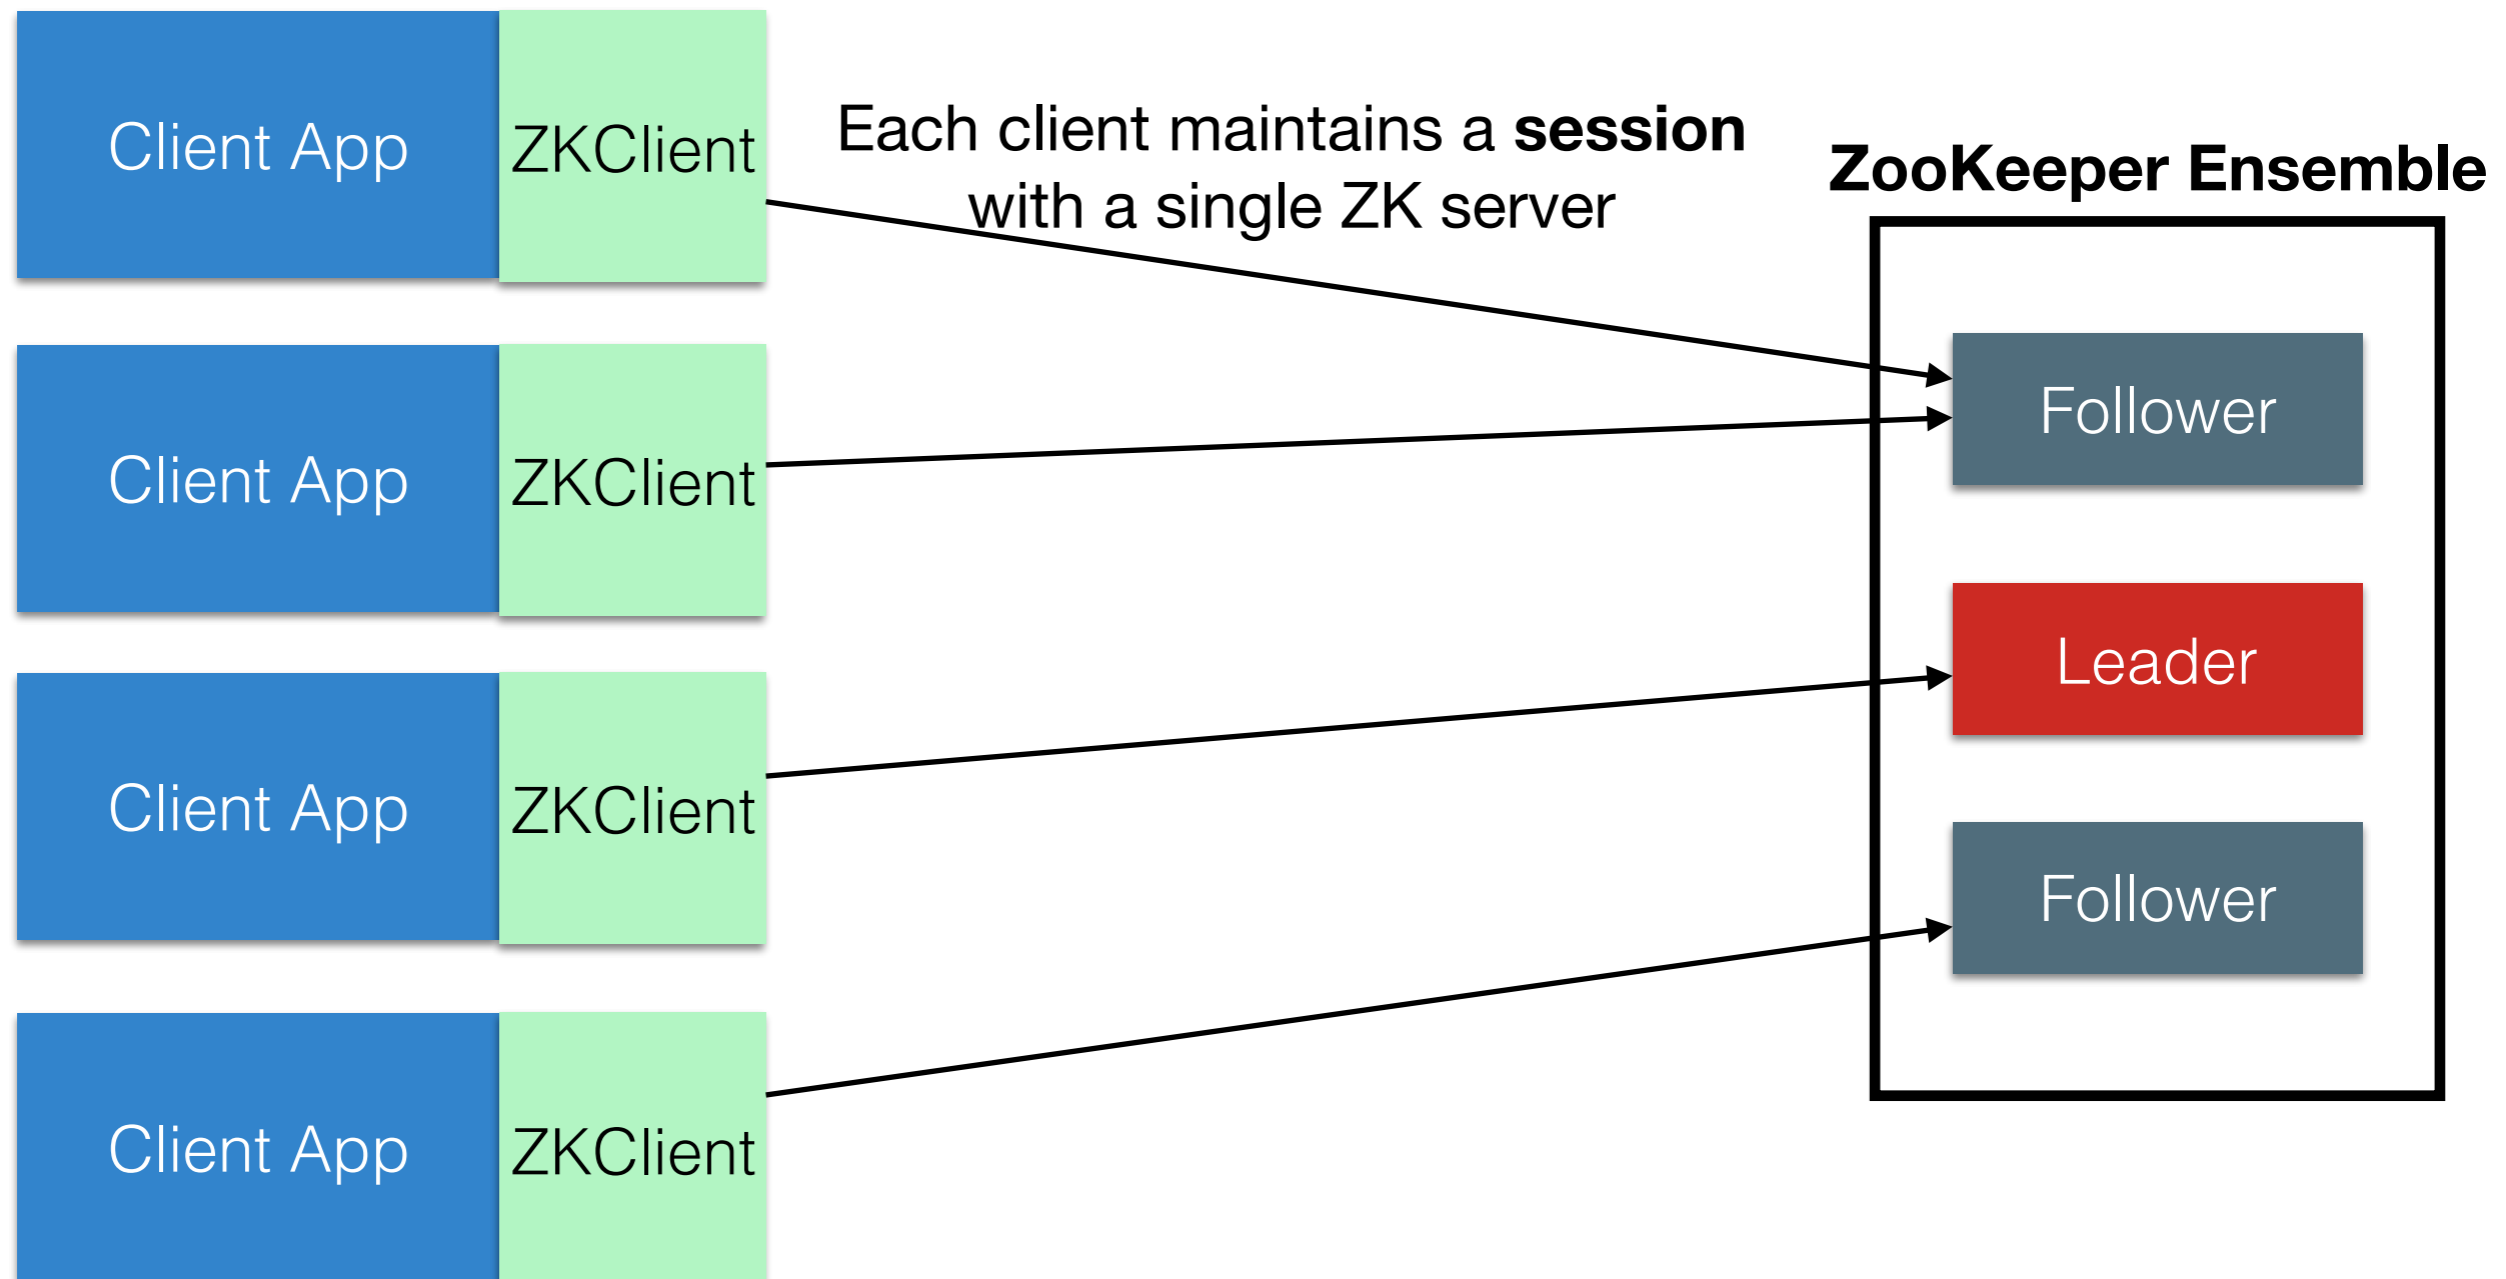 Client App
ZKClient
Each client maintains a session
with a single ZK server
ZooKeeper Ensemble
Follower
Client App
ZKClient
Leader
Client App
ZKClient
Follower
Client App
ZKClient